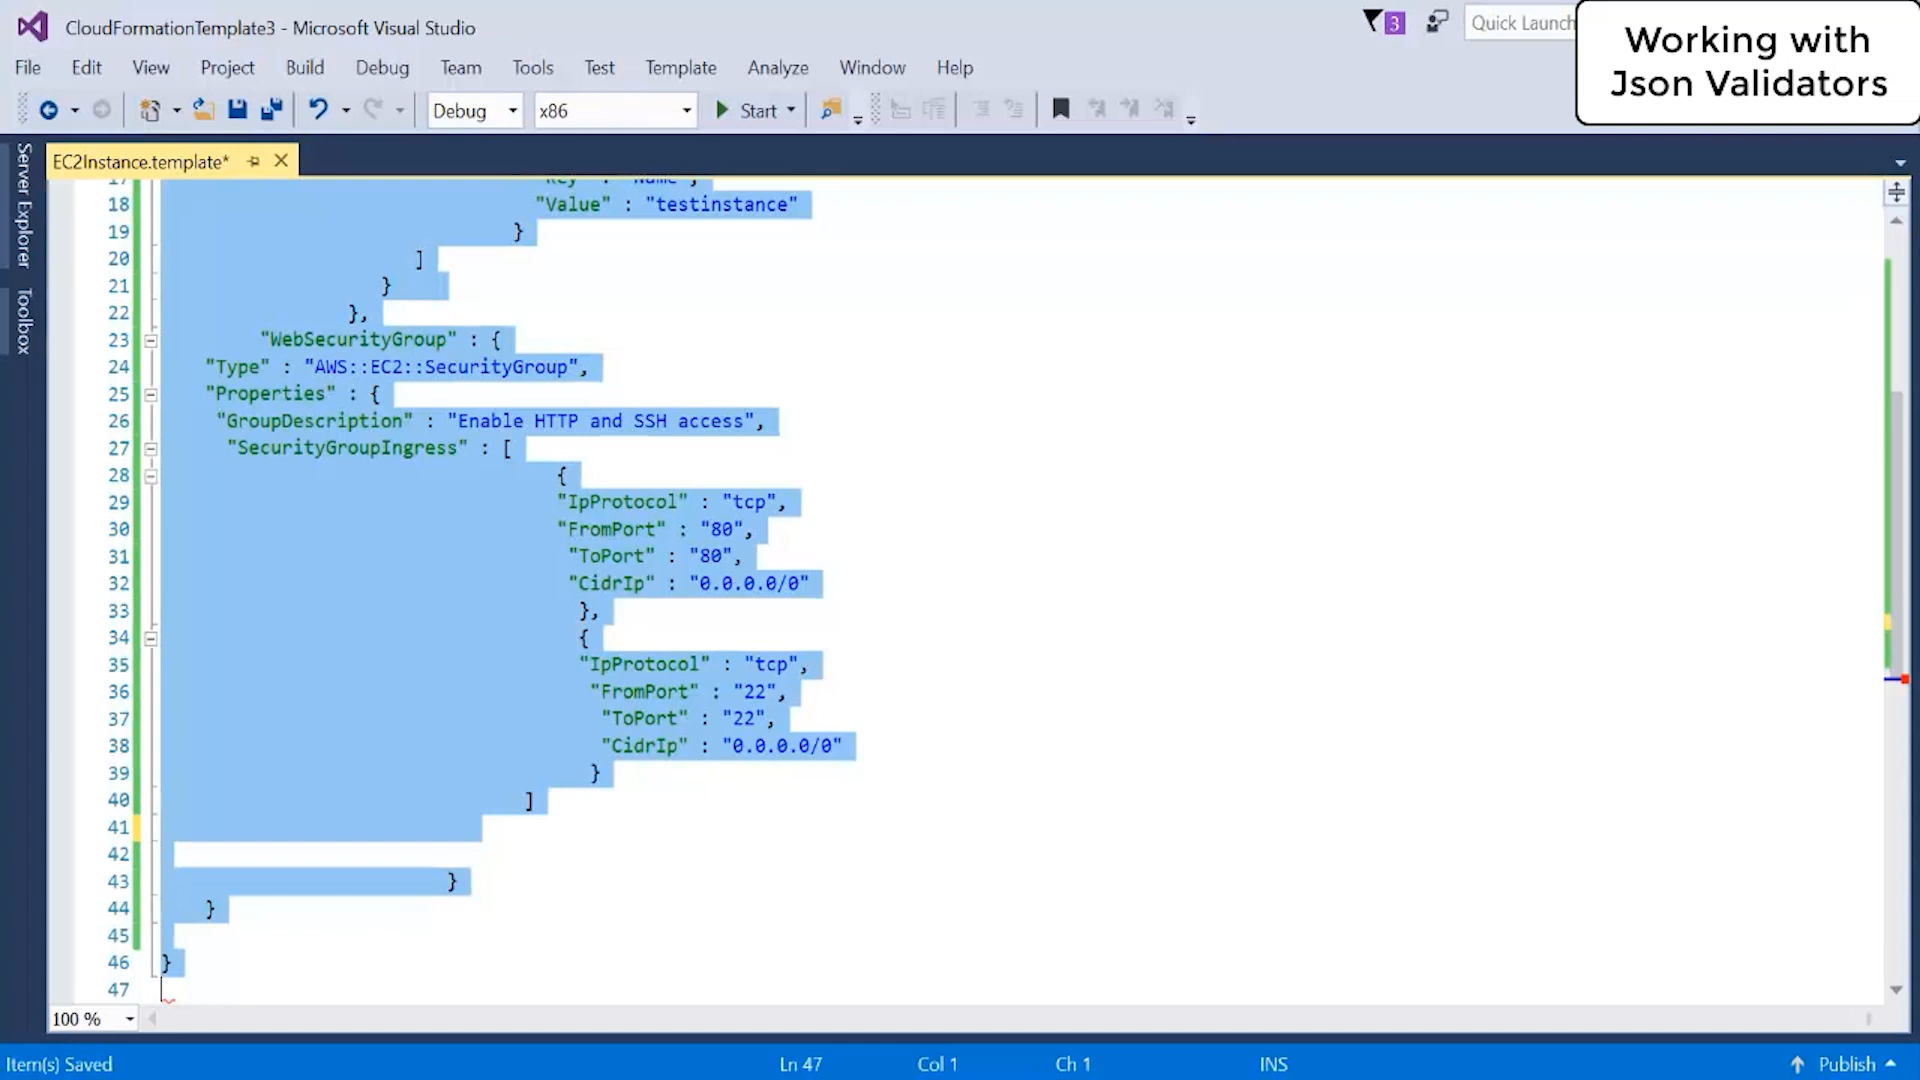 CloudFormationTemplate3 - Microsoft Visual Studio
3
Quick Launch
Working with
Json Validators
File Edit View Project Build Debug Team Tools Test Template Analyze Window Help
Debug x86 Start
Server Explorer
Toolbox
EC2Instance.template*
17 "Key" : "Name",
18 "Value" : "testinstance"
19 }
20 ]
21 }
22 },
23 "WebSecurityGroup" : {
24 "Type" : "AWS::EC2::SecurityGroup",
25 "Properties" : {
26 "GroupDescription" : "Enable HTTP and SSH access",
27 "SecurityGroupIngress" : [
28 {
29 "IpProtocol" : "tcp",
30 "FromPort" : "80",
31 "ToPort" : "80",
32 "CidrIp" : "0.0.0.0/0"
33 },
34 {
35 "IpProtocol" : "tcp",
36 "FromPort" : "22",
37 "ToPort" : "22",
38 "CidrIp" : "0.0.0.0/0"
39 }
40 ]
41
42
43 }
44 }
45
46 }
47
100 %
Item(s) Saved Ln 47 Col 1 Ch 1 INS Publish